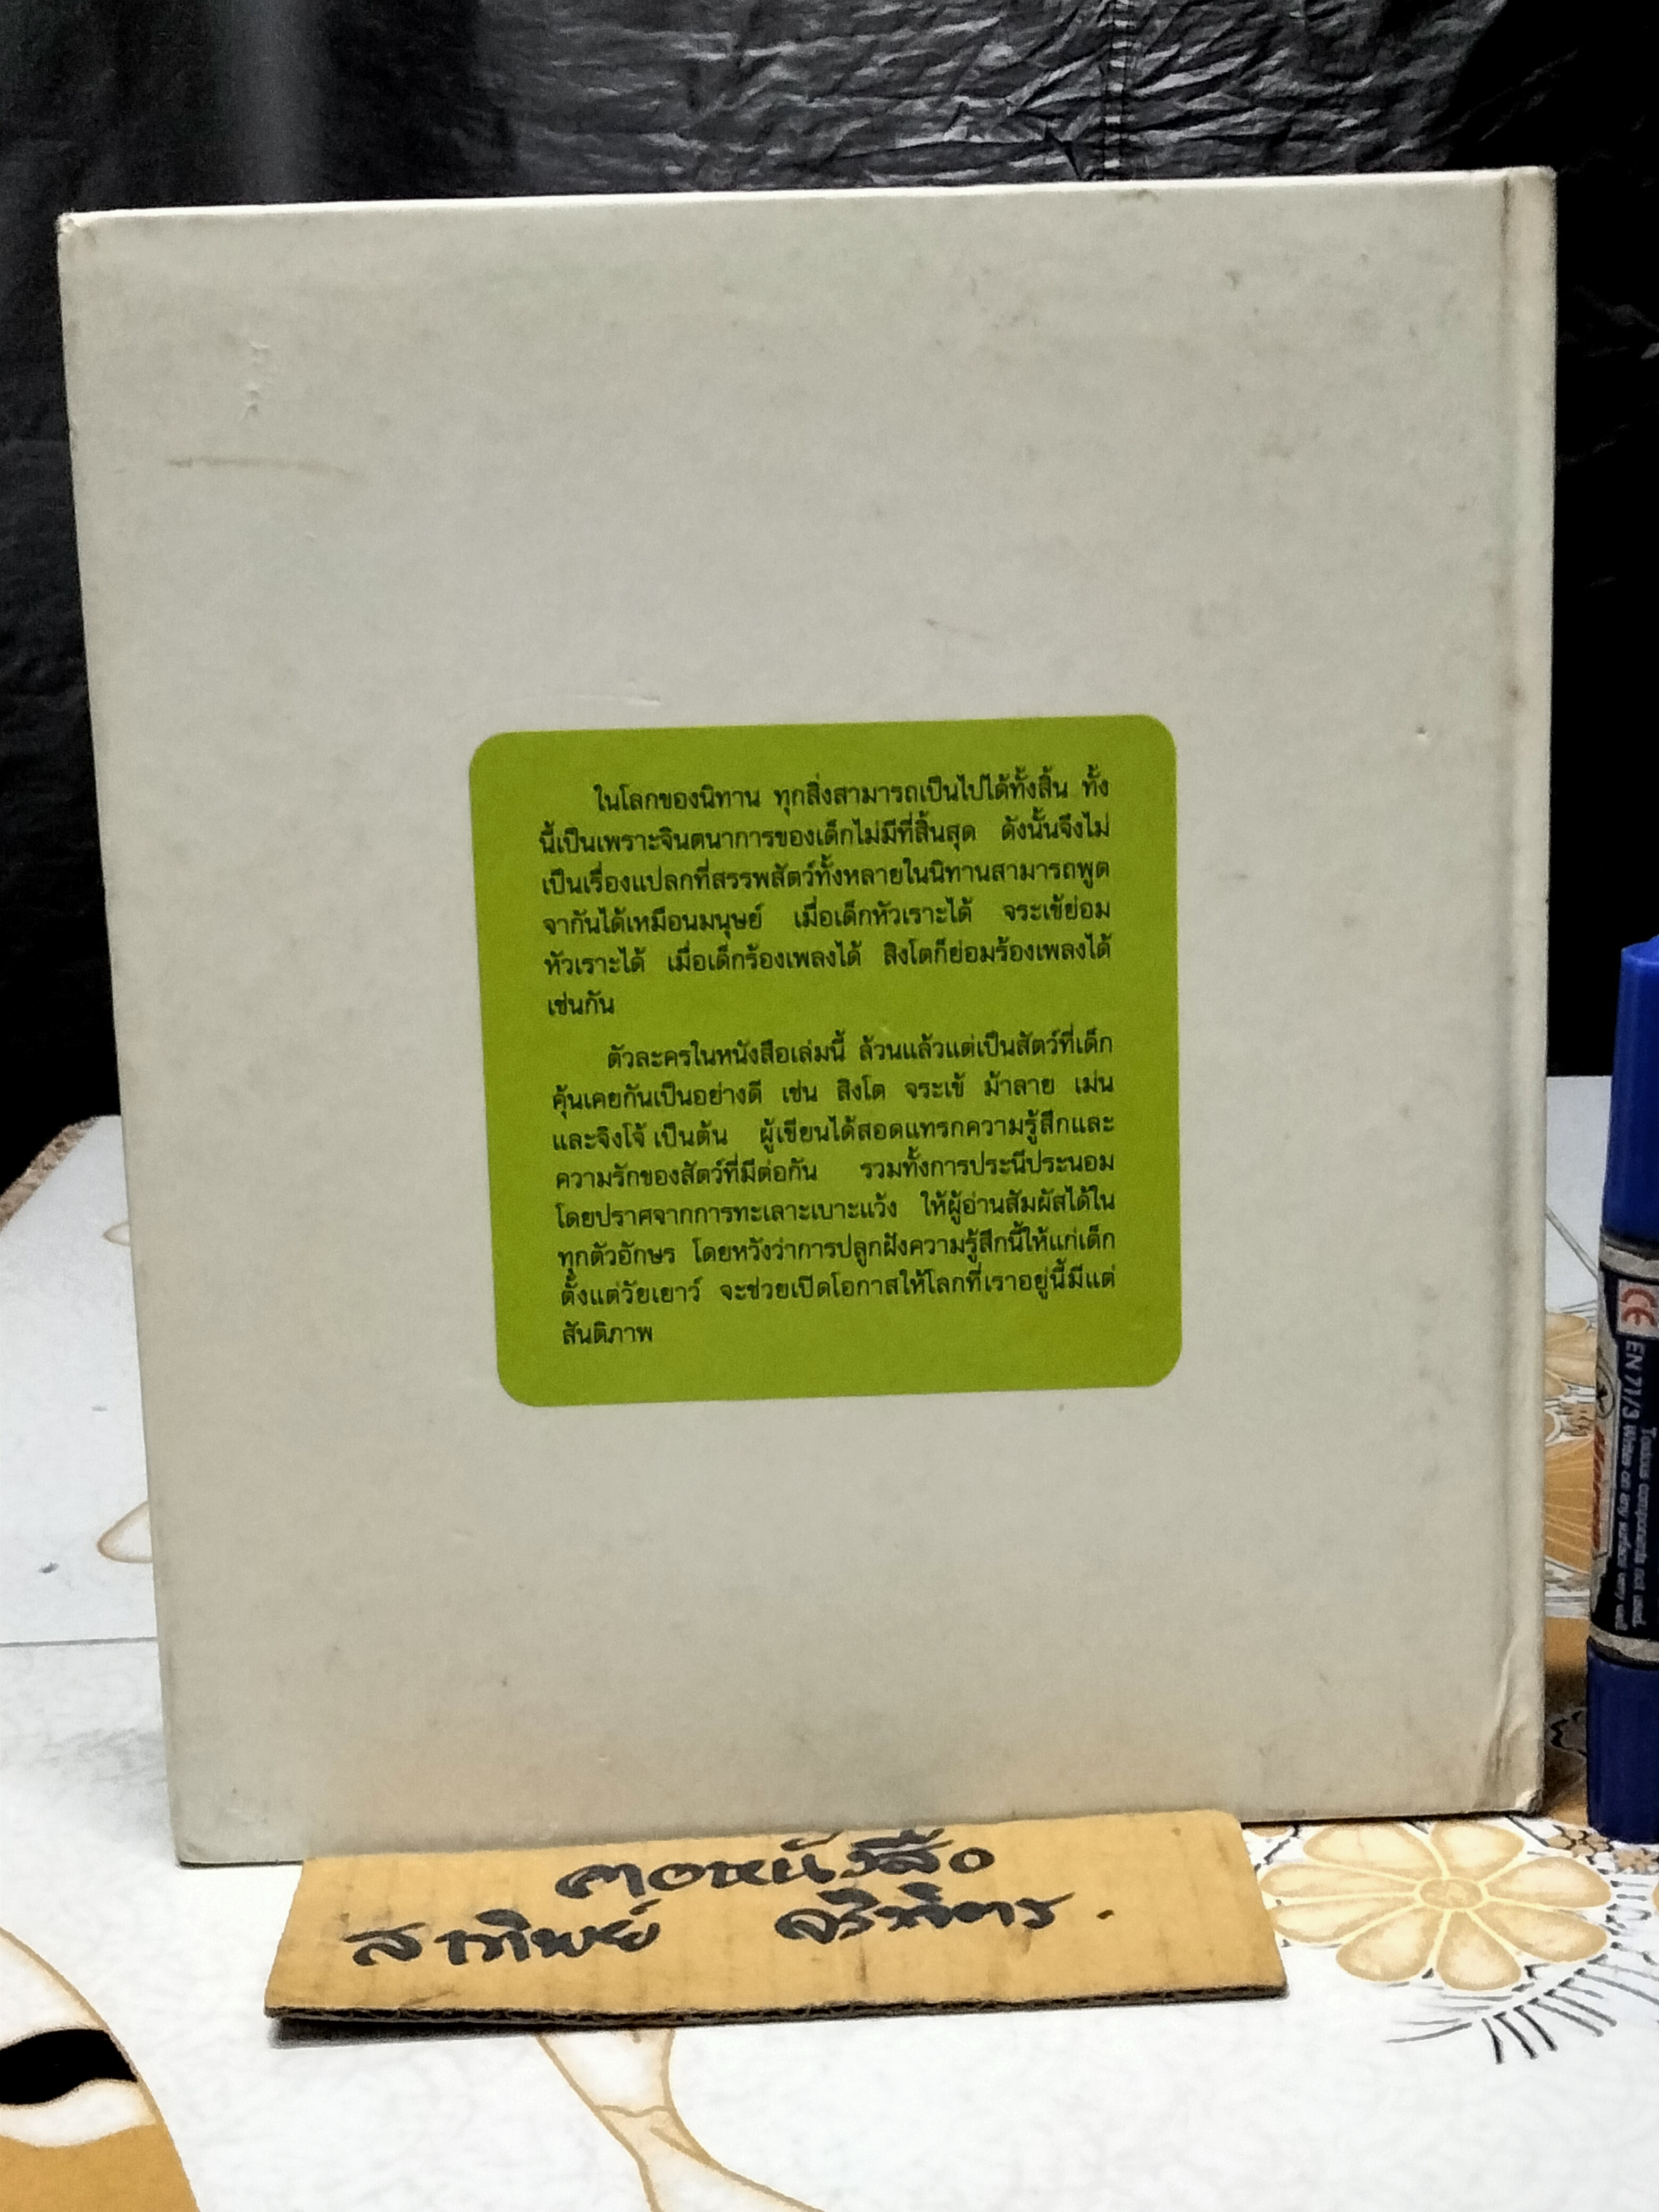 ในโลกของนิทาน ทุกสิ่งสามารถเป็นไปได้ทั้งสิ้น ทั้ง
นี้เป็นเพราะจินตนาการของเด็กไม่มีที่สิ้นสุด ดังนั้นจึงไม่
เป็นเรื่องแปลกที่สรรพสัตว์ทั้งหลายในนิทานสามารถพูด
จากันได้เหมือนมนุษย์ เมื่อเด็กหัวเราะได้ จระเข้ย่อม
หัวเราะได้ เมื่อเด็กร้องเพลงได้ สิงโตก็ย่อมร้องเพลงได้
เช่นกัน
ตัวละครในหนังสือเล่มนี้ ล้วนแล้วแต่เป็นสัตว์ที่เด็ก
คุ้นเคยกันเป็นอย่างดี เช่น สิงโต จระเข้ ม้าลาย เม่น
และจิงโจ้ เป็นต้น ผู้เขียนได้สอดแทรกความรู้สึกและ
ความรักของสัตว์ที่มีต่อกัน รวมทั้งการประนีประนอม
โดยปราศจากการทะเลาะเบาะแว้ง ให้ผู้อ่านสัมผัสได้ใน
ทุกตัวอักษร โดยหวังว่าการปลูกฝังความรู้สึกนี้ให้แก่เด็ก
ตั้งแต่วัยเยาว์ จะช่วยเปิดโอกาสให้โลกที่เราอยู่นี้มีแต่
สันติภาพ
คอหนังสือ
CE EN 71/3
Toxious components not used.
Writes on any surface very well
Horse